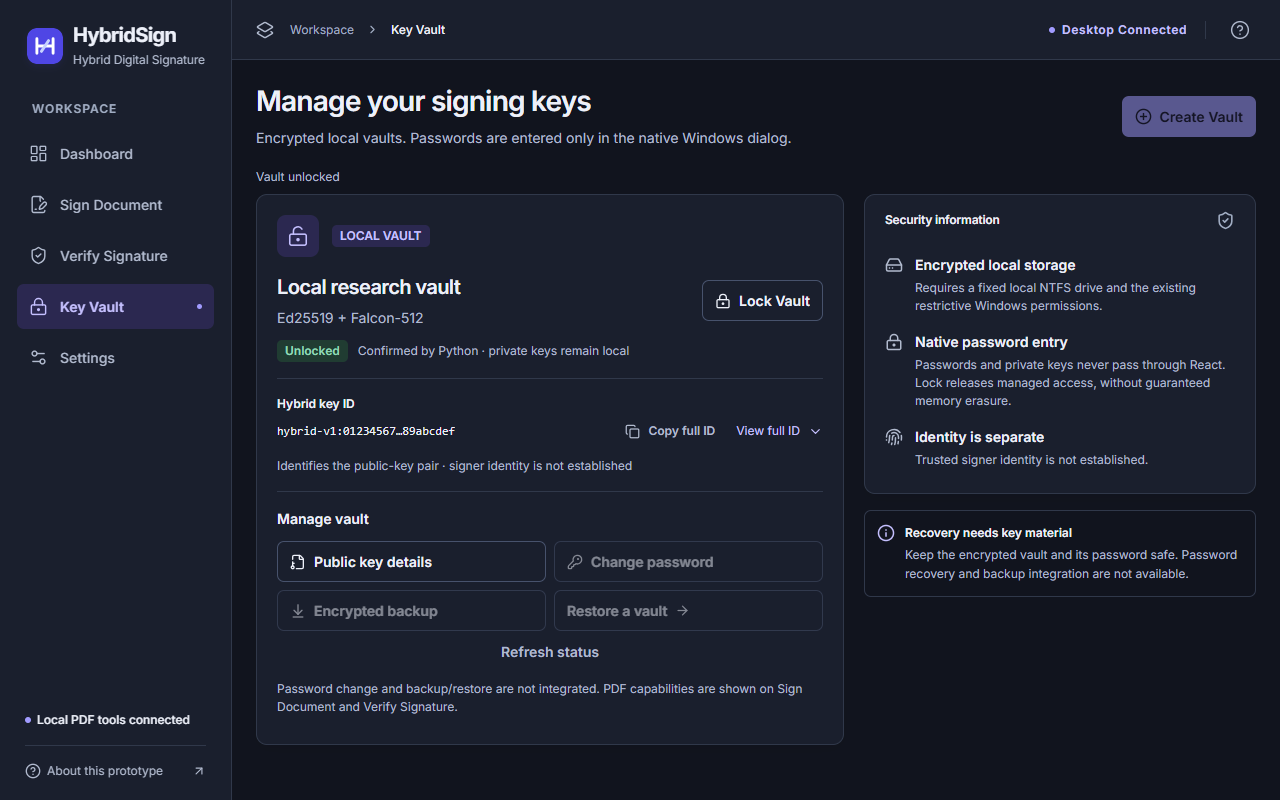 HybridSign
Hybrid Digital Signature
WORKSPACE
Dashboard
Sign Document
Verify Signature
Key Vault
Settings
Local PDF tools connected
About this prototype
Workspace
Key Vault
Desktop Connected
Manage your signing keys
Encrypted local vaults. Passwords are entered only in the native Windows dialog.
Create Vault
Vault unlocked
LOCAL VAULT
Local research vault
Ed25519 + Falcon-512
Lock Vault
Unlocked
Confirmed by Python · private keys remain local
Hybrid key ID
hybrid-v1:01234567…89abcdef
Copy full ID
View full ID
Identifies the public-key pair · signer identity is not established
Manage vault
Public key details
Change password
Encrypted backup
Restore a vault
Refresh status
Password change and backup/restore are not integrated. PDF capabilities are shown on Sign
Document and Verify Signature.
Security information
Encrypted local storage
Requires a fixed local NTFS drive and the existing
restrictive Windows permissions.
Native password entry
Passwords and private keys never pass through React.
Lock releases managed access, without guaranteed
memory erasure.
Identity is separate
Trusted signer identity is not established.
Recovery needs key material
Keep the encrypted vault and its password safe. Password
recovery and backup integration are not available.